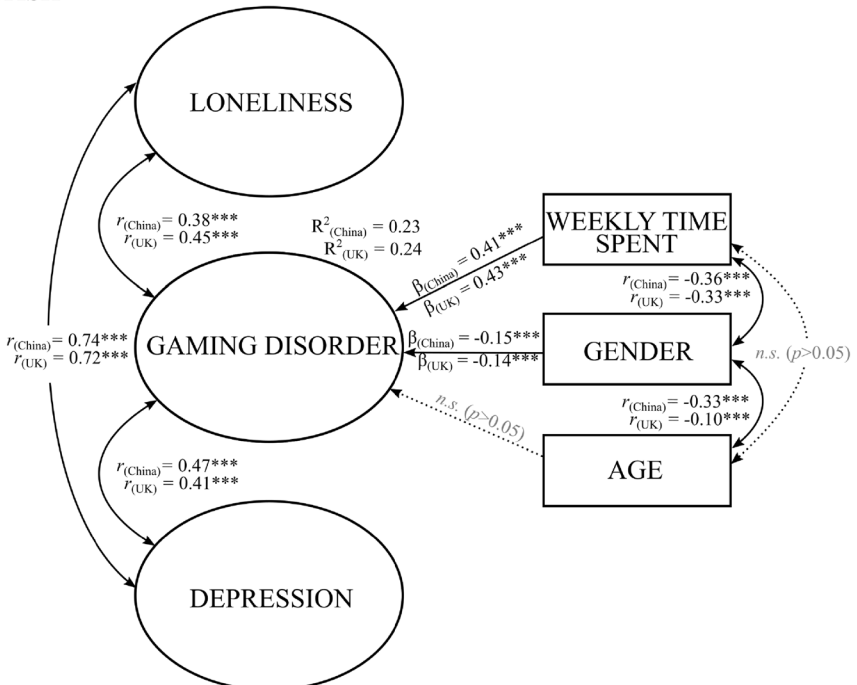 LONELINESS
r(China)= 0.38***
r(UK)= 0.45***
R2(China) = 0.23
R2(UK) = 0.24
β(China) = 0.41***
β(UK) = 0.43***
WEEKLY TIME
SPENT
r(China)= -0.36***
r(UK)= -0.33***
r(China)= 0.74***
r(UK)= 0.72***
GAMING DISORDER
β(China) = -0.15***
β(UK) = -0.14***
GENDER
n.s. (p>0.05)
r(China)= -0.33***
r(UK)= -0.10***
n.s. (p>0.05)
AGE
r(China)= 0.47***
r(UK) = 0.41***
DEPRESSION